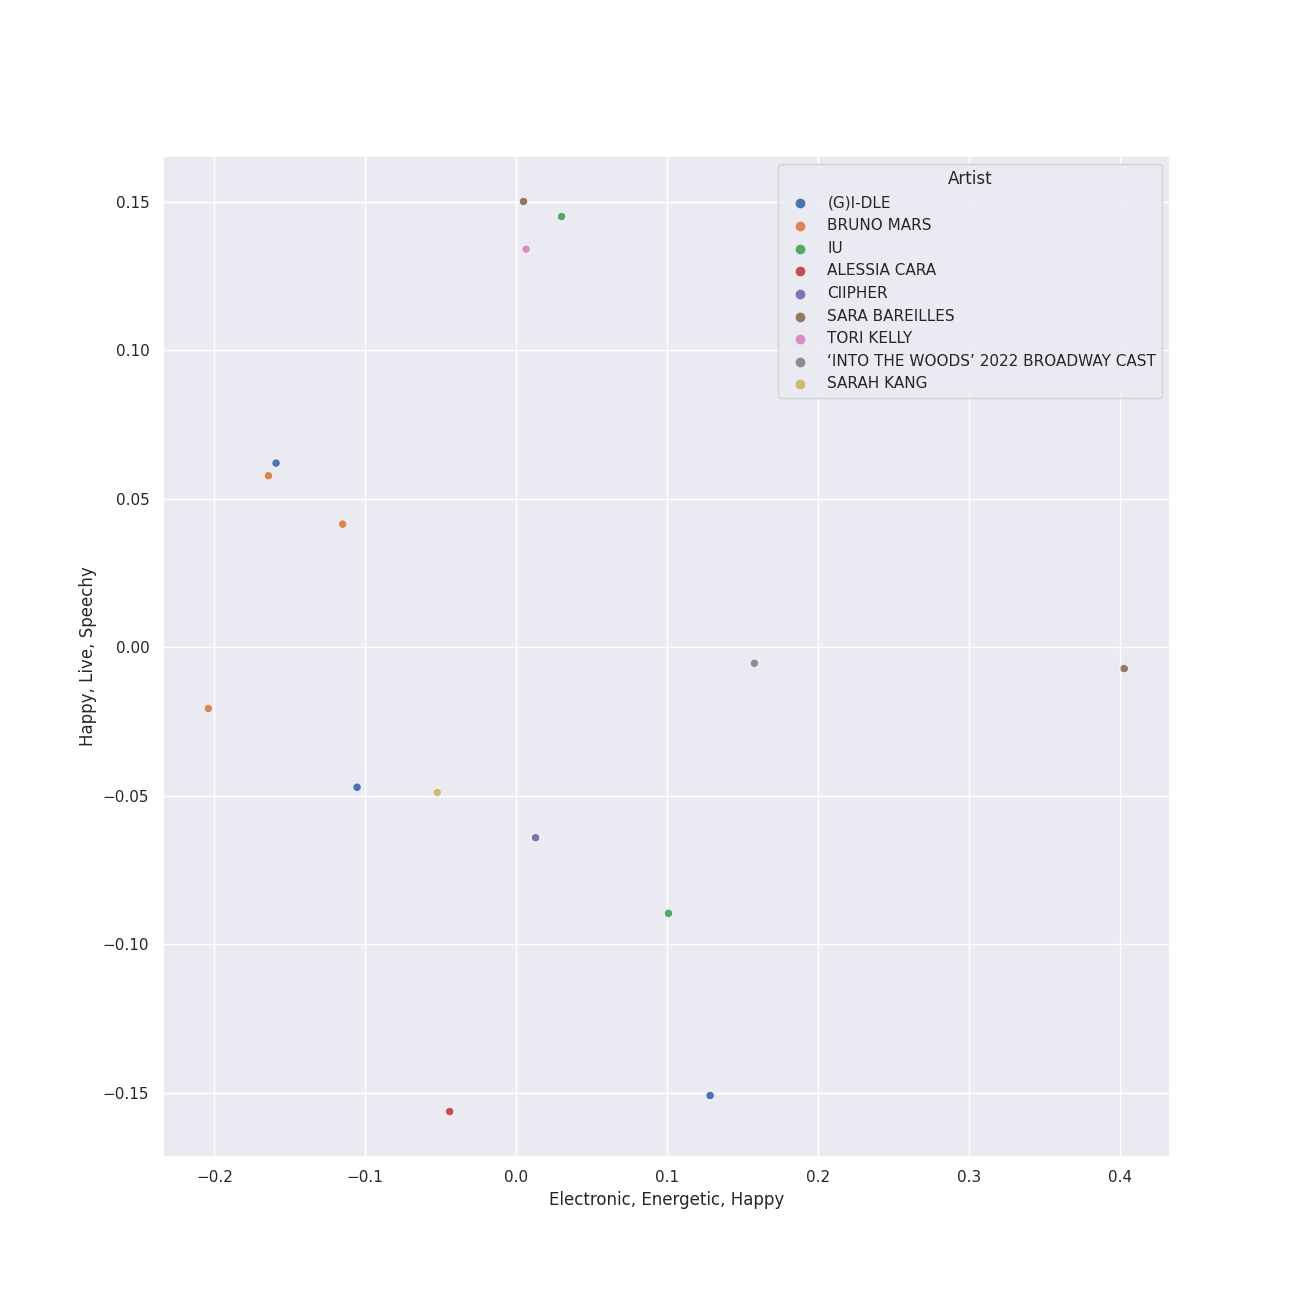 Artist
(G)I-DLE
BRUNO MARS
IU
ALESSIA CARA
CIIPHER
SARA BAREILLES
TORI KELLY
‘INTO THE WOODS’ 2022 BROADWAY CAST
SARAH KANG
0.15
0.10
0.05
0.00
−0.05
−0.10
−0.15
Happy, Live, Speechy
−0.2
−0.1
0.0
0.1
0.2
0.3
0.4
Electronic, Energetic, Happy